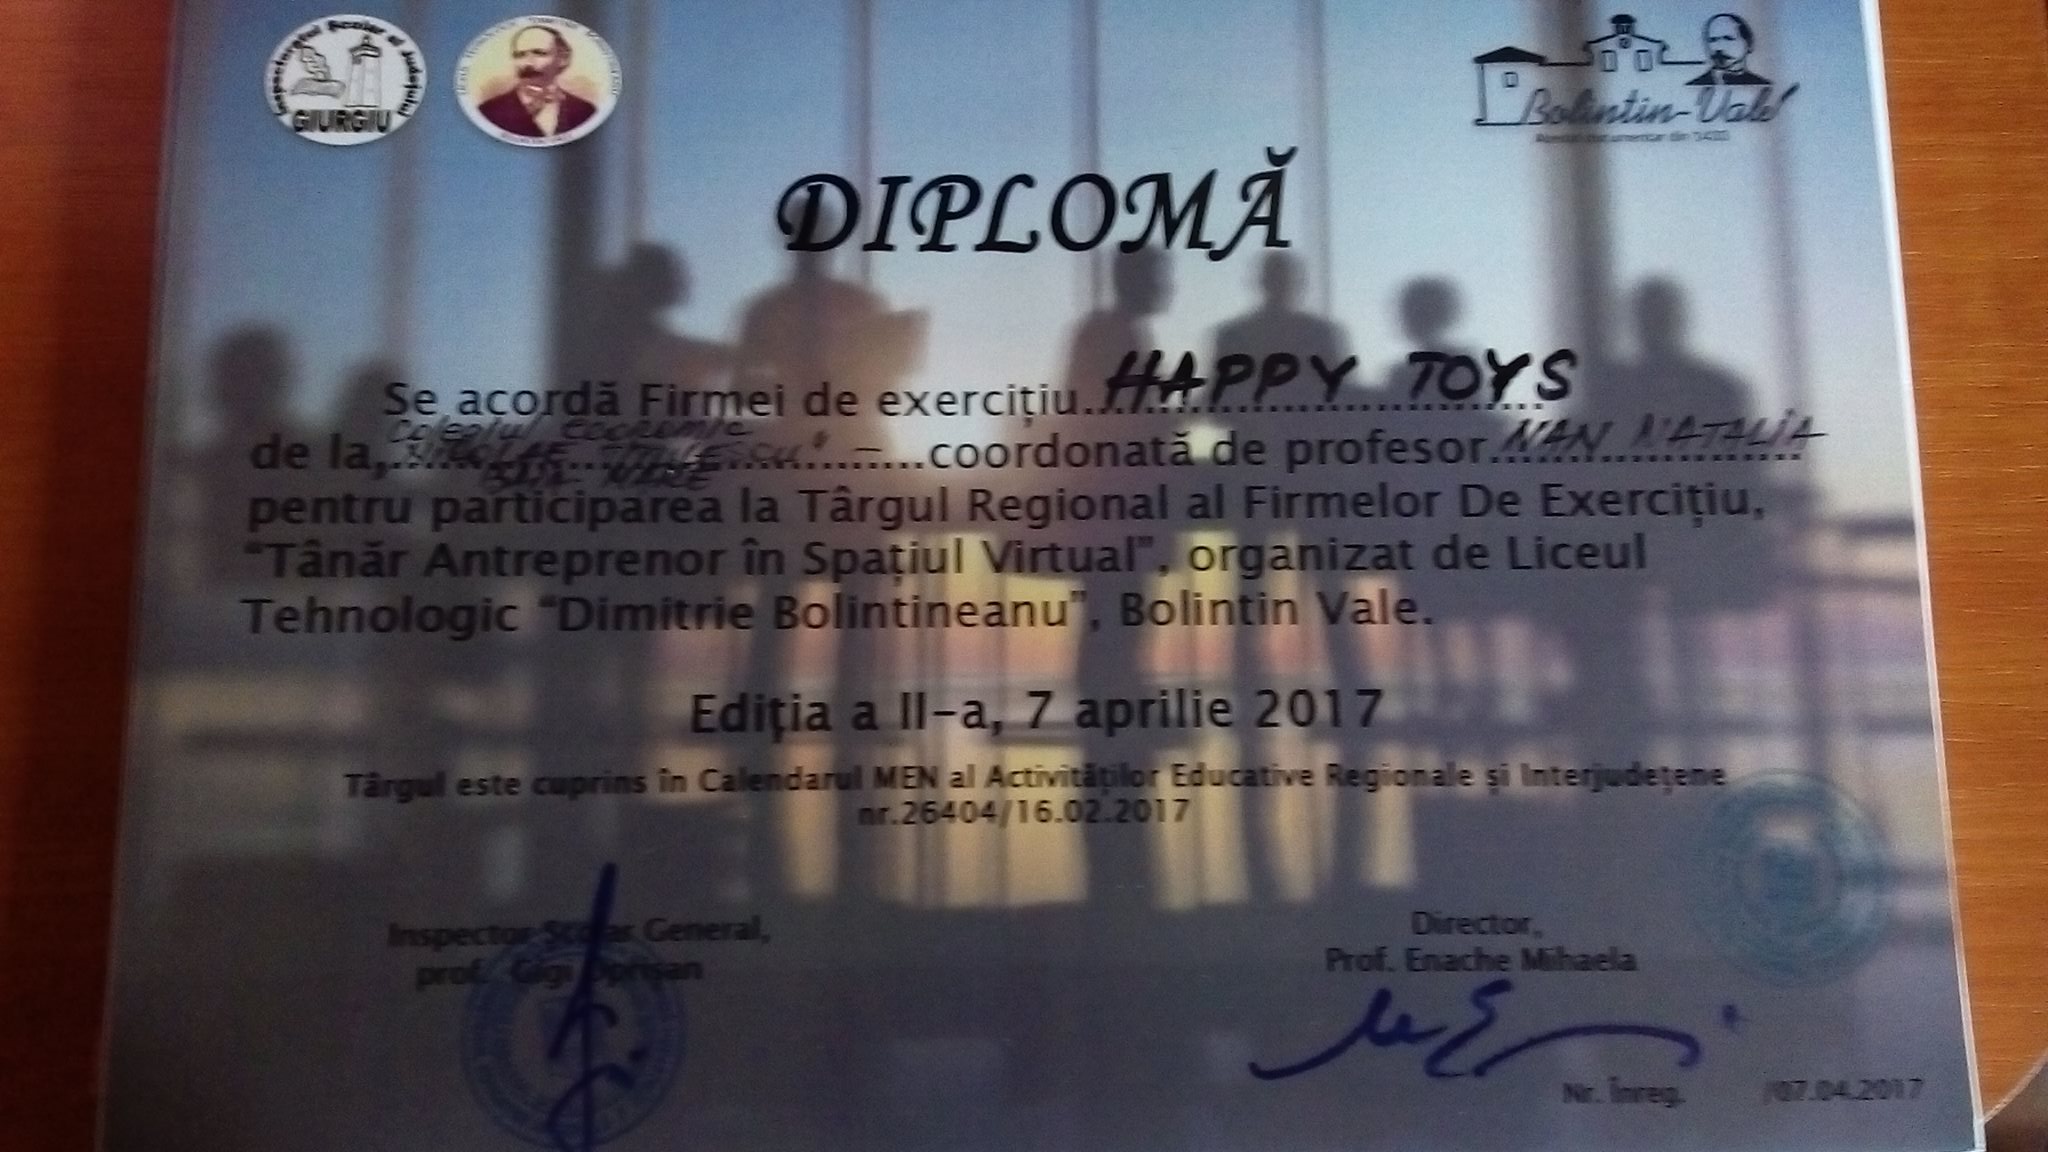 Inspectoratul Școlar al Județului
GIURGIU
Bolintin-Vale
DIPLOMĂ
Se acordă Firmei de exercițiu HAPPY TOYS
Colegiul Economic
de la, "NICOLAE TITULESCU" - coordonată de profesor NAN NATALIA
BAIA MARE
pentru participarea la Târgul Regional al Firmelor De Exercițiu,
“Tânăr Antreprenor în Spațiul Virtual”, organizat de Liceul
Tehnologic “Dimitrie Bolintineanu”, Bolintin Vale.
Ediția a II-a, 7 aprilie 2017
Târgul este cuprins în Calendarul MEN al Activităților Educative Regionale și Interjudețene
nr.26404/16.02.2017
Inspector Școlar General,
prof. Gigi Oprișan
Director,
Prof. Enache Mihaela
Nr. Înreg. /07.04.2017